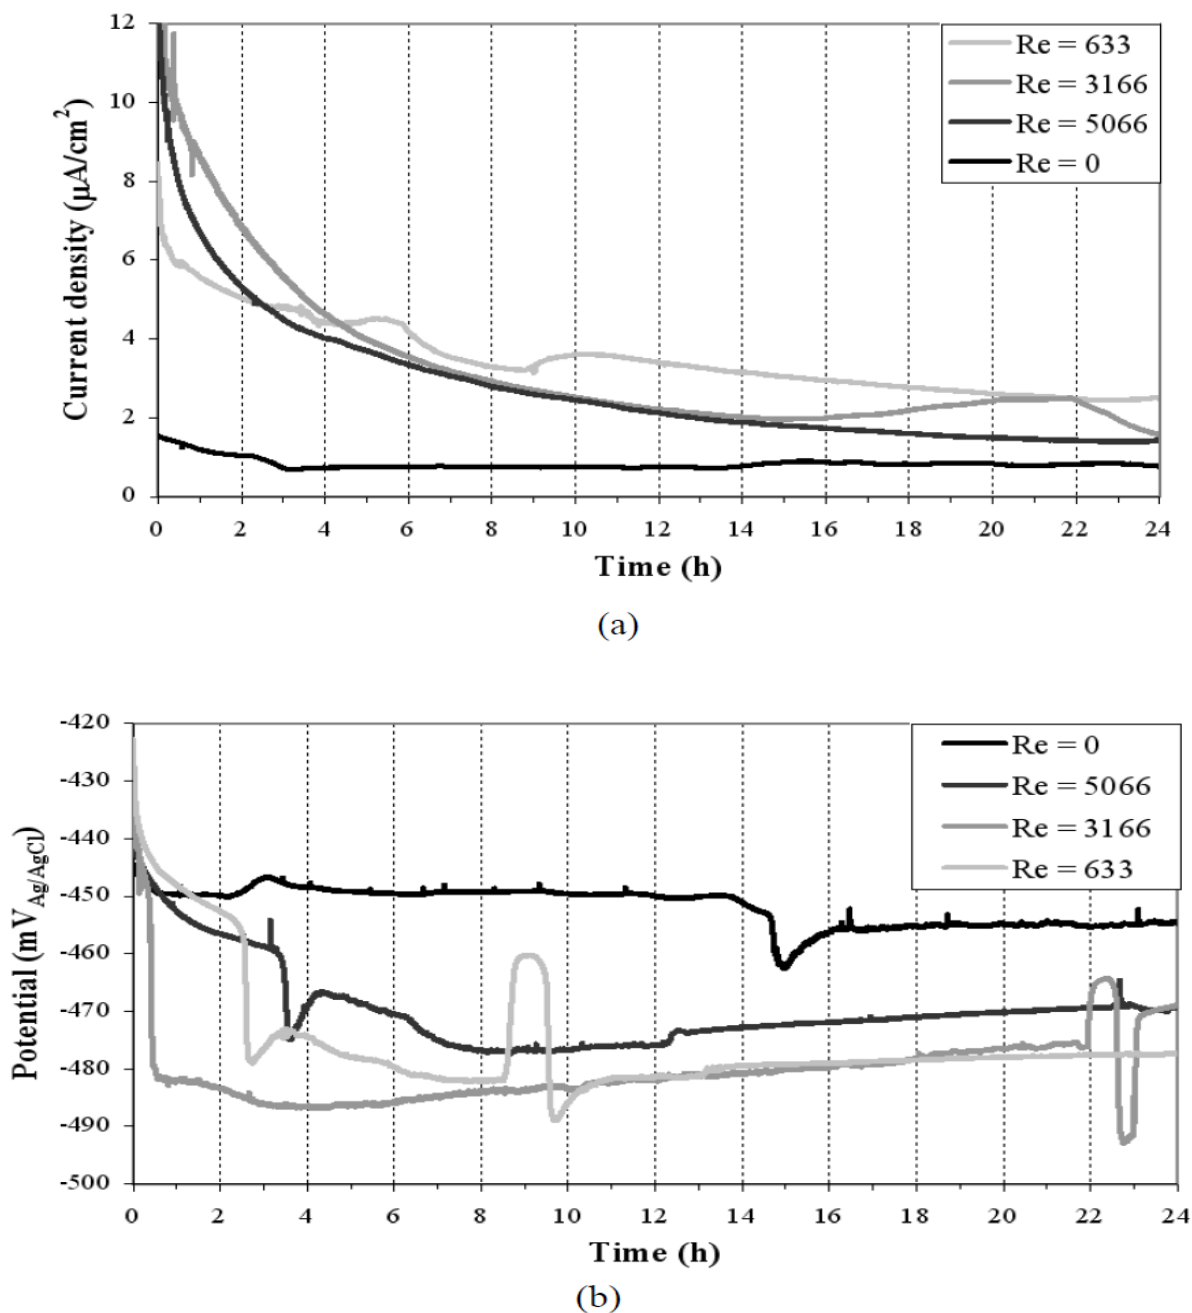 12
10
8
6
4
2
0
Current density (µA/cm²)
Re = 633
Re = 3166
Re = 5066
Re = 0
0 2 4 6 8 10 12 14 16 18 20 22 24
Time (h)
(a)
-420
-430
-440
-450
-460
-470
-480
-490
-500
Potential (mV Ag/AgCl)
Re = 0
Re = 5066
Re = 3166
Re = 633
0 2 4 6 8 10 12 14 16 18 20 22 24
Time (h)
(b)